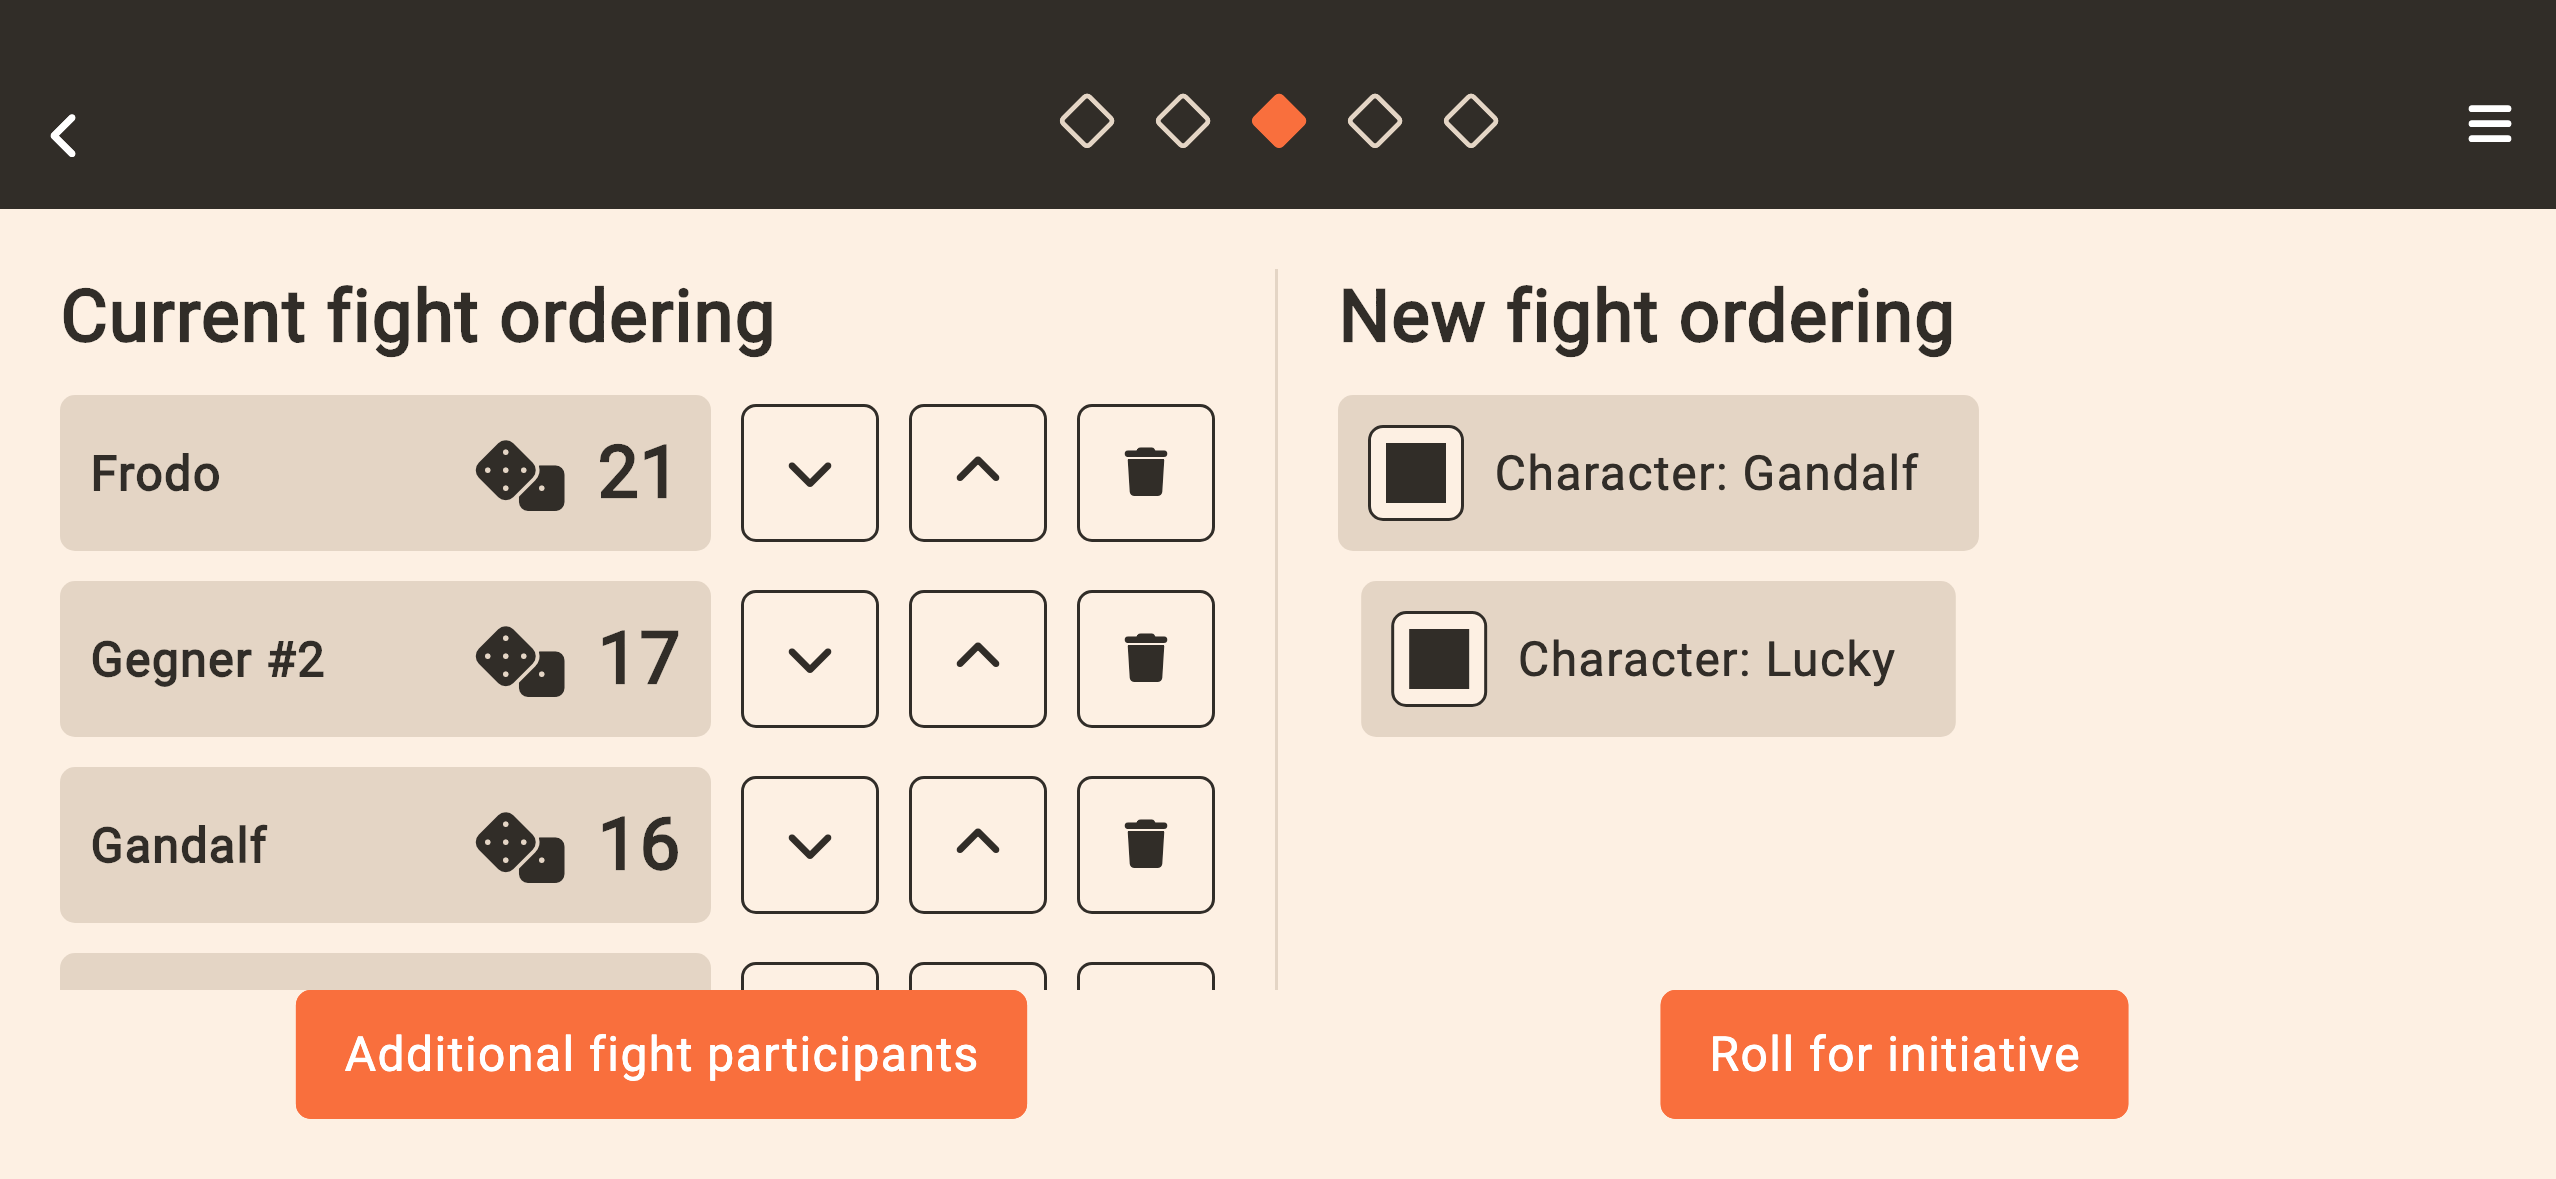 Current fight ordering
Frodo 21
Gegner #2 17
Gandalf 16
Additional fight participants
New fight ordering
Character: Gandalf
Character: Lucky
Roll for initiative